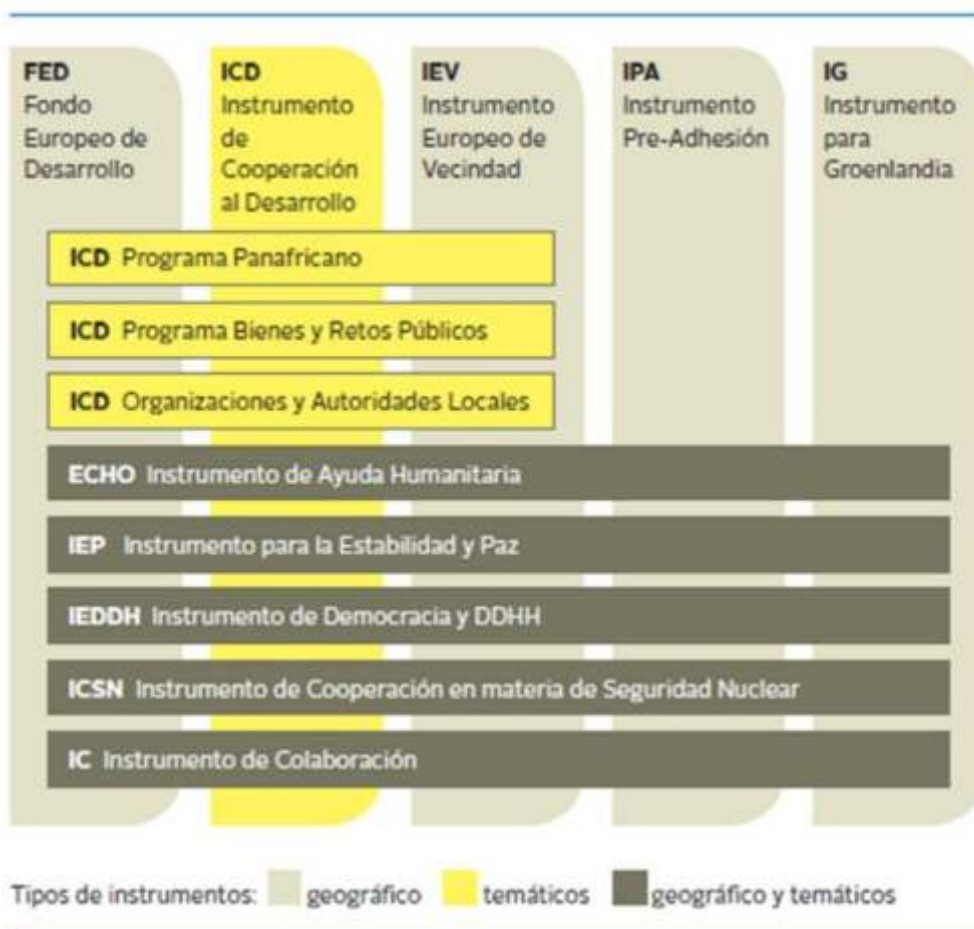 FED
Fondo
Europeo de
Desarrollo
ICD
Instrumento
de
Cooperación
al Desarrollo
IEV
Instrumento
Europeo de
Vecindad
IPA
Instrumento
Pre-Adhesión
IG
Instrumento
para
Groenlandia
ICD Programa Panafricano
ICD Programa Bienes y Retos Públicos
ICD Organizaciones y Autoridades Locales
ECHO Instrumento de Ayuda Humanitaria
IEP Instrumento para la Estabilidad y Paz
IEDDH Instrumento de Democracia y DDHH
ICSN Instrumento de Cooperación en materia de Seguridad Nuclear
IC Instrumento de Colaboración
Tipos de instrumentos: geográfico temáticos geográfico y temáticos